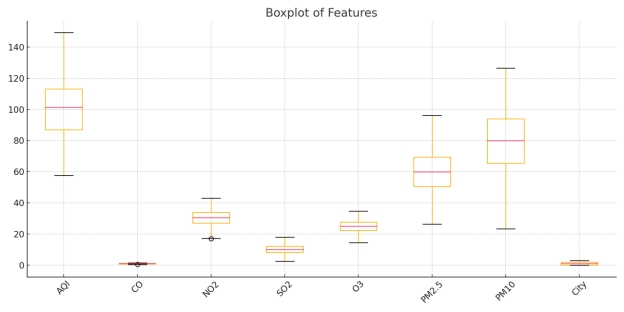 Boxplot of Features
140
120
100
80
60
40
20
0
AQI
CO
NO2
SO2
O3
PM2.5
PM10
City